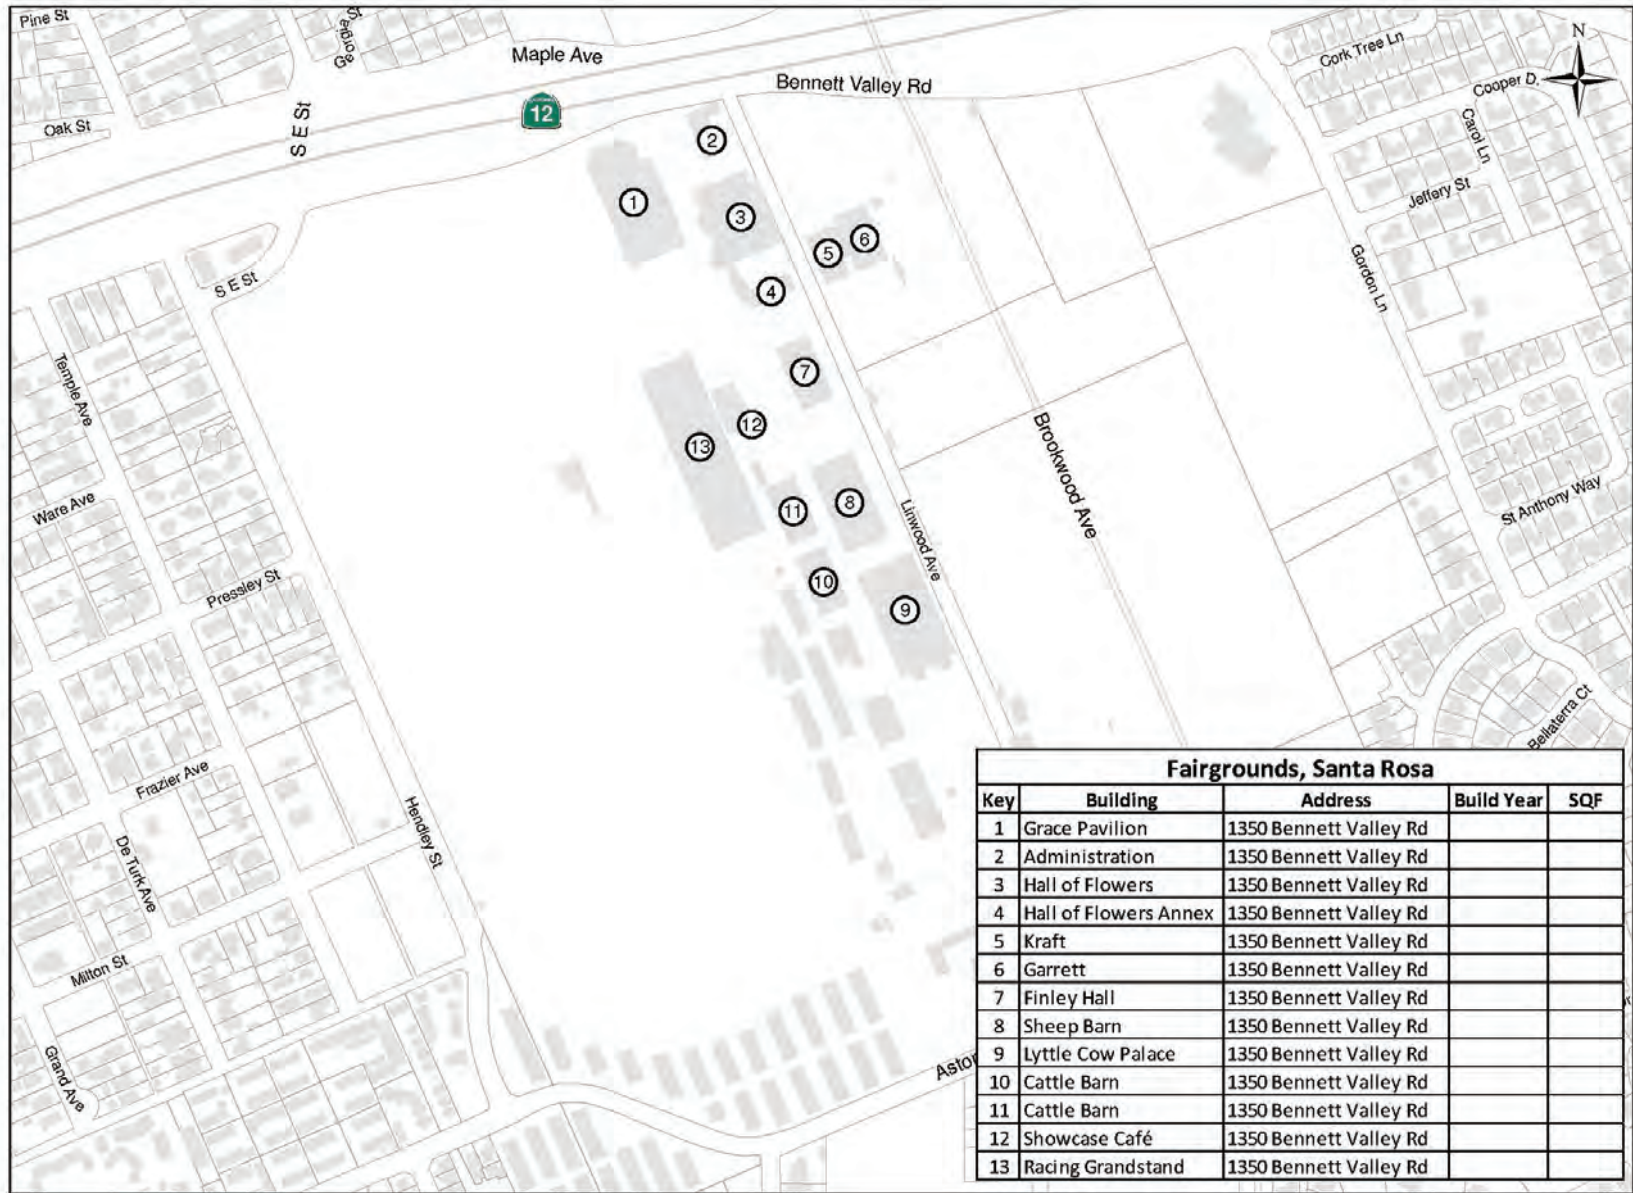 Pine St
Georgia St
Maple Ave
Bennett Valley Rd
Cork Tree Ln
N
Cooper D.
12
Oak St
S E St
Carol Ln
Jeffery St
1
2
3
4
5
6
7
8
9
10
11
12
13
S E St
Gordon Ln
Temple Ave
Brookwood Ave
Ware Ave
Linwood Ave
St Anthony Way
Pressley St
Bellaterra Ct
Frazier Ave
Hendley St
De Turk Ave
Milton St
Grand Ave
Aston
Fairgrounds, Santa Rosa
Key Building Address Build Year SQF
1 Grace Pavilion 1350 Bennett Valley Rd
2 Administration 1350 Bennett Valley Rd
3 Hall of Flowers 1350 Bennett Valley Rd
4 Hall of Flowers Annex 1350 Bennett Valley Rd
5 Kraft 1350 Bennett Valley Rd
6 Garrett 1350 Bennett Valley Rd
7 Finley Hall 1350 Bennett Valley Rd
8 Sheep Barn 1350 Bennett Valley Rd
9 Lyttle Cow Palace 1350 Bennett Valley Rd
10 Cattle Barn 1350 Bennett Valley Rd
11 Cattle Barn 1350 Bennett Valley Rd
12 Showcase Café 1350 Bennett Valley Rd
13 Racing Grandstand 1350 Bennett Valley Rd